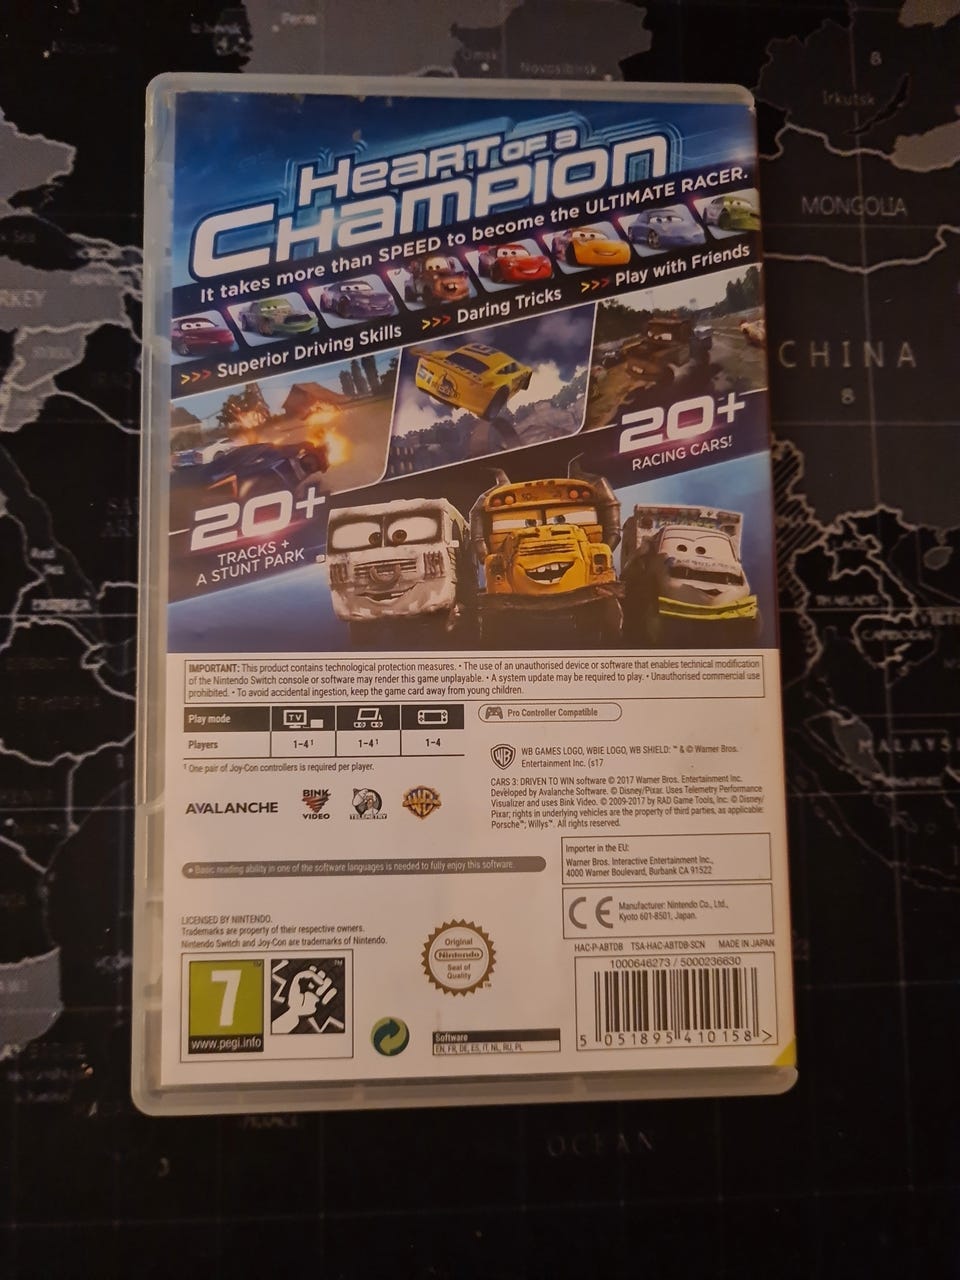 Omsk
Novosibirsk
8
Irkutsk
MONGOLIA
CHINA
8
THAILAND
CAMBODIA
MALAYS
OCEAN
HEART OF A
CHAMPION
It takes more than SPEED to become the ULTIMATE RACER.
>>> Superior Driving Skills >>> Daring Tricks >>> Play with Friends
20+
RACING CARS!
20+
TRACKS +
A STUNT PARK
IMPORTANT: This product contains technological protection measures. • The use of an unauthorised device or software that enables technical modification
of the Nintendo Switch console or software may render this game unplayable. • A system update may be required to play. • Unauthorised commercial use
prohibited. • To avoid accidental ingestion, keep the game card away from young children.
Play mode TV
Players 1-4¹ 1-4¹ 1-4
¹ One pair of Joy-Con controllers is required per player.
Pro Controller Compatible
WB GAMES LOGO, WBIE LOGO, WB SHIELD: ™ & © Warner Bros.
Entertainment Inc. (s17
CARS 3: DRIVEN TO WIN software © 2017 Warner Bros. Entertainment Inc.
Developed by Avalanche Software. © Disney/Pixar. Uses Telemetry Performance
Visualizer and uses Bink Video. © 2009-2017 by RAD Game Tools, Inc. © Disney/
Pixar; rights in underlying vehicles are the property of third parties, as applicable:
Porsche™; Willys™. All rights reserved.
AVALANCHE
BINK
VIDEO
TELEMETRY
WB GAMES
• Basic reading ability in one of the software languages is needed to fully enjoy this software.
Importer in the EU:
Warner Bros. Interactive Entertainment Inc.,
4000 Warner Boulevard, Burbank CA 91522
CE
Manufacturer: Nintendo Co., Ltd.,
Kyoto 601-8501, Japan.
LICENSED BY NINTENDO.
Trademarks are property of their respective owners.
Nintendo Switch and Joy-Con are trademarks of Nintendo.
Original
Nintendo
Seal of
Quality
™
HAC-P-ABTDB TSA-HAC-ABTDB-SCN MADE IN JAPAN
1000646273 / 5000236630
5 051895 410158 >
7
www.pegi.info
Software
EN, FR, DE, ES, IT, NL, RU, PL